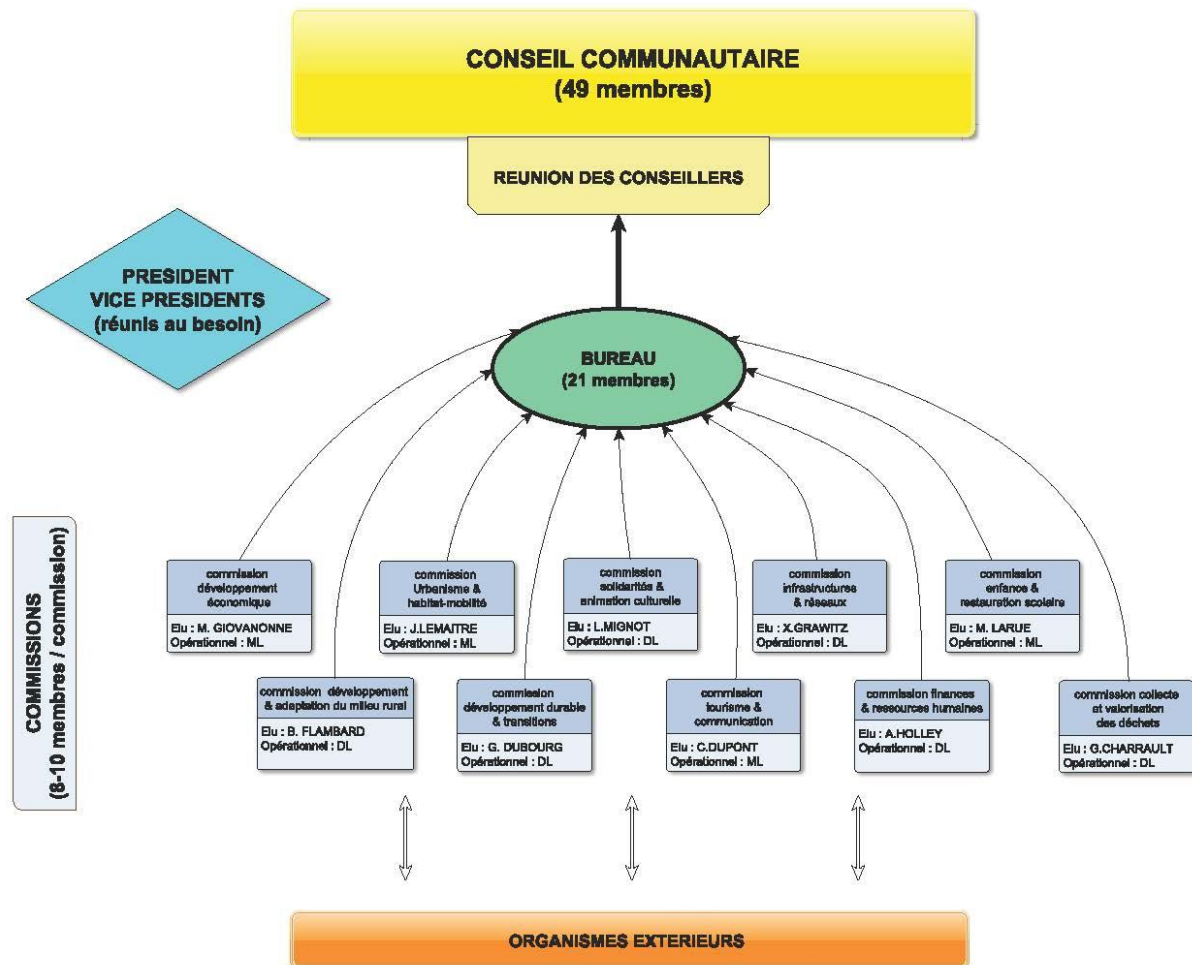 CONSEIL COMMUNAUTAIRE
(49 membres)
REUNION DES CONSEILLERS
PRESIDENT
VICE PRESIDENTS
(réunis au besoin)
BUREAU
(21 membres)
COMMISSIONS
(8-10 membres / commission)
commission
développement
économique
Elu : M. GIOVANONNE
Opérationnel : ML
commission
Urbanisme &
habitat-mobilité
Elu : J.LEMAITRE
Opérationnel : ML
commission
solidarités &
animation culturelle
Elu : L.MIGNOT
Opérationnel : DL
commission
infrastructures
& réseaux
Elu : X.GRAWITZ
Opérationnel : DL
commission
enfance &
restauration scolaire
Elu : M. LARUE
Opérationnel : ML
commission développement
& adaptation du milieu rural
Elu : B. FLAMBARD
Opérationnel : DL
commission
développement durable
& transitions
Elu : G. DUBOURG
Opérationnel : DL
commission
tourisme &
communication
Elu : C.DUPONT
Opérationnel : ML
commission finances
& ressources humaines
Elu : A.HOLLEY
Opérationnel : DL
commission collecte
et valorisation
des déchets
Elu : G.CHARRAULT
Opérationnel : DL
ORGANISMES EXTERIEURS